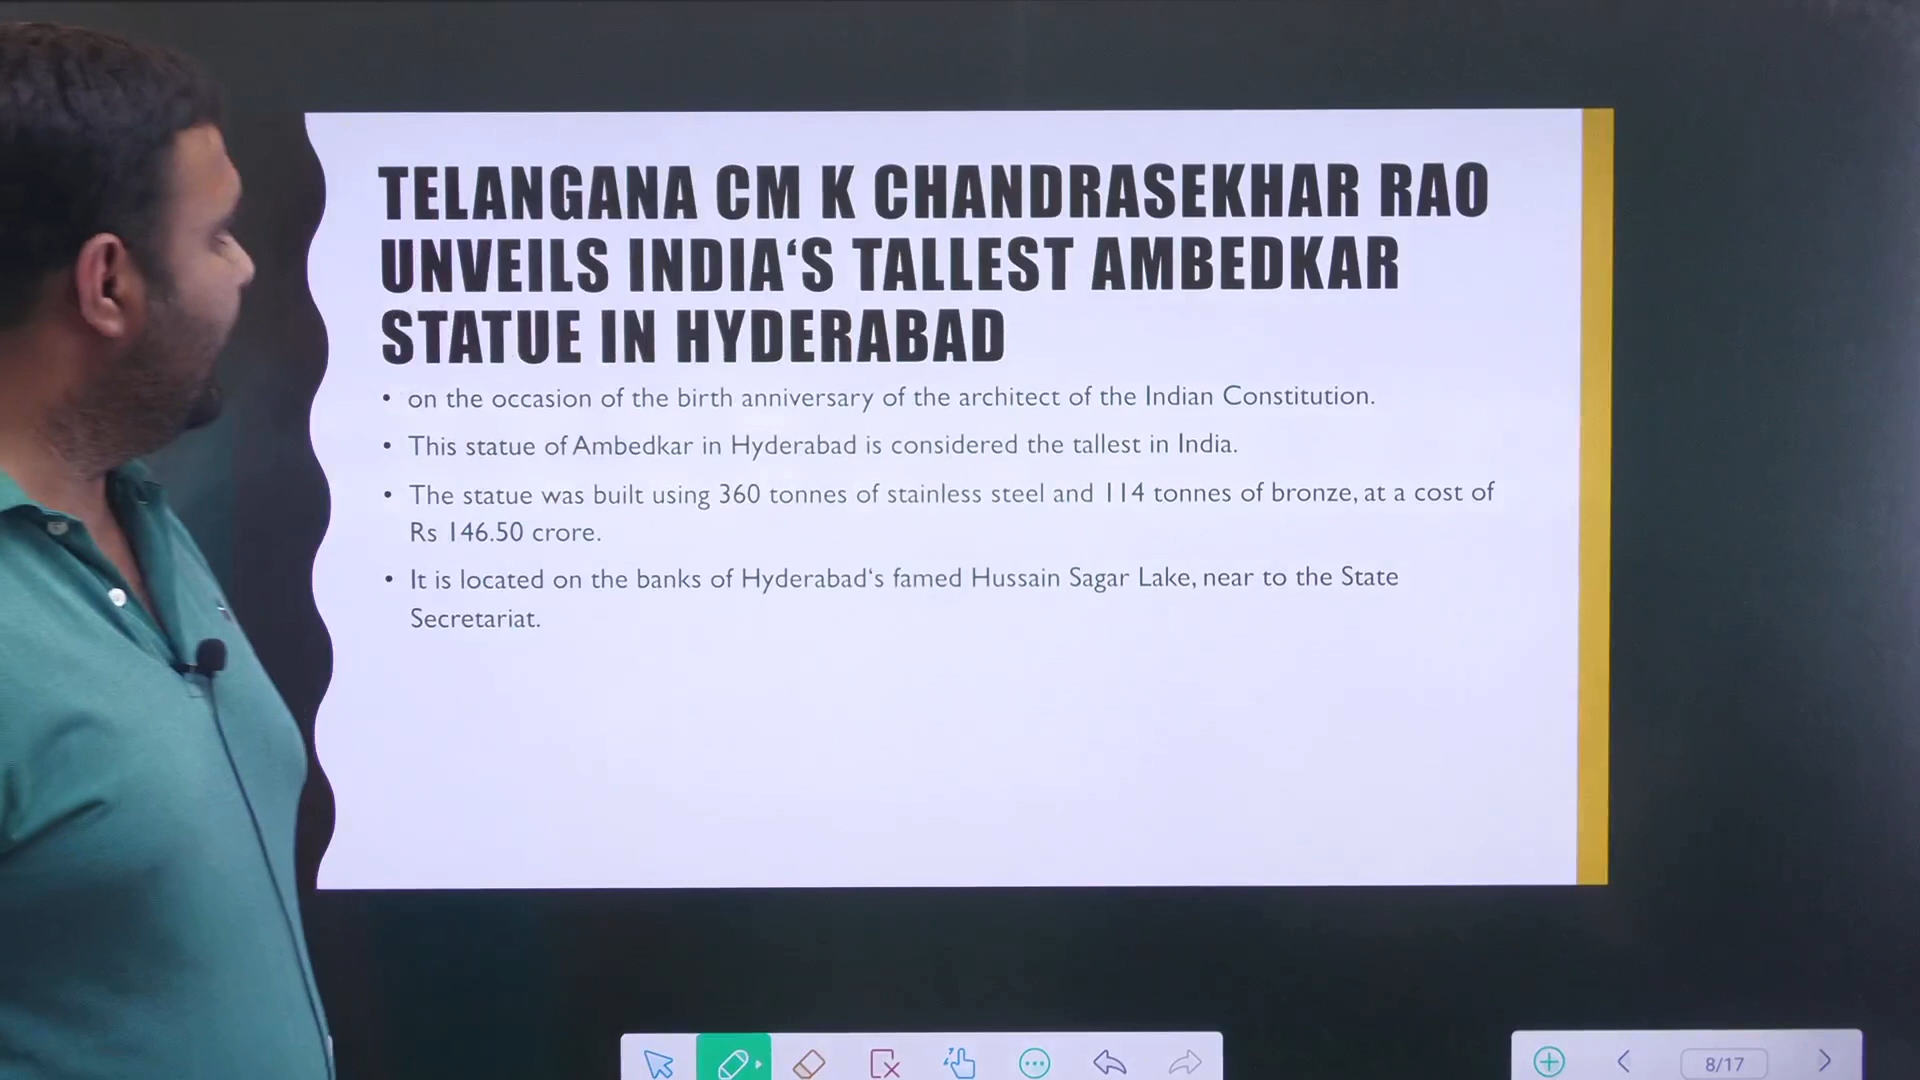 TELANGANA CM K CHANDRASEKHAR RAO
UNVEILS INDIA‘S TALLEST AMBEDKAR
STATUE IN HYDERABAD
• on the occasion of the birth anniversary of the architect of the Indian Constitution.
• This statue of Ambedkar in Hyderabad is considered the tallest in India.
• The statue was built using 360 tonnes of stainless steel and 114 tonnes of bronze, at a cost of
Rs 146.50 crore.
• It is located on the banks of Hyderabad‘s famed Hussain Sagar Lake, near to the State
Secretariat.
8/17